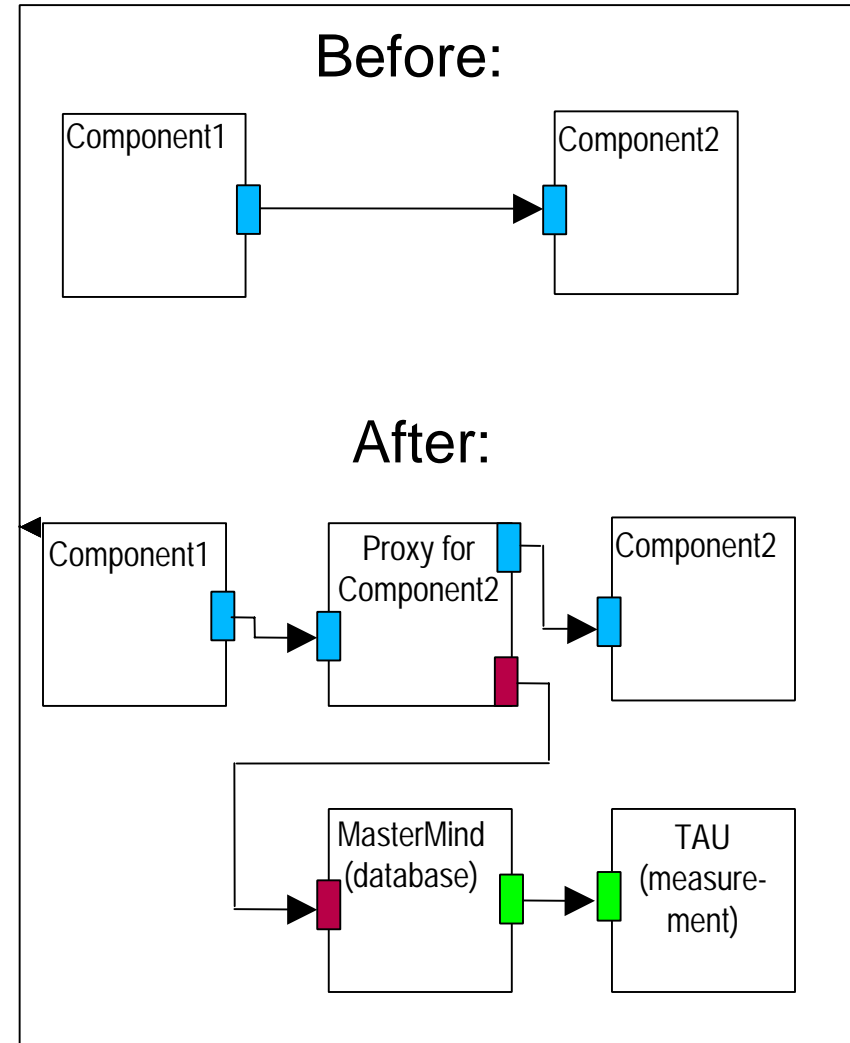 Before:
Component1
Component2
After:
Component1
Proxy for
Component2
Component2
MasterMind
(database)
TAU
(measure-
ment)